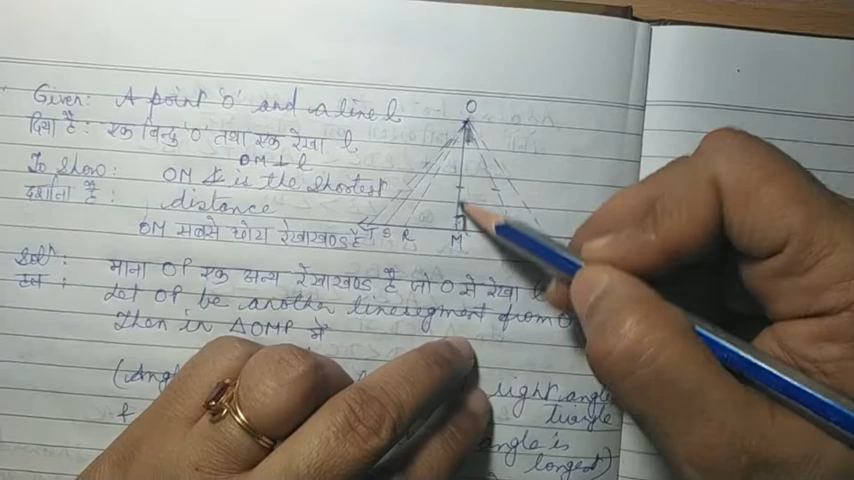 O
Given: A point 'O' and a line l
दिया है: एक बिन्दु 'O' तथा एक रेखा l
OM ⊥ l
To Show: OM is the shortest
दर्शाना है: distance
OM सबसे छोटा रेखाखण्ड है
T S R M
Solⁿ: माना OP एक अन्य रेखाखण्ड है जो O से रेखा
हल: Let OP be another linesegment from O
Then in ΔOMP में
(Angl
right angle
triangle
angle is
longest)